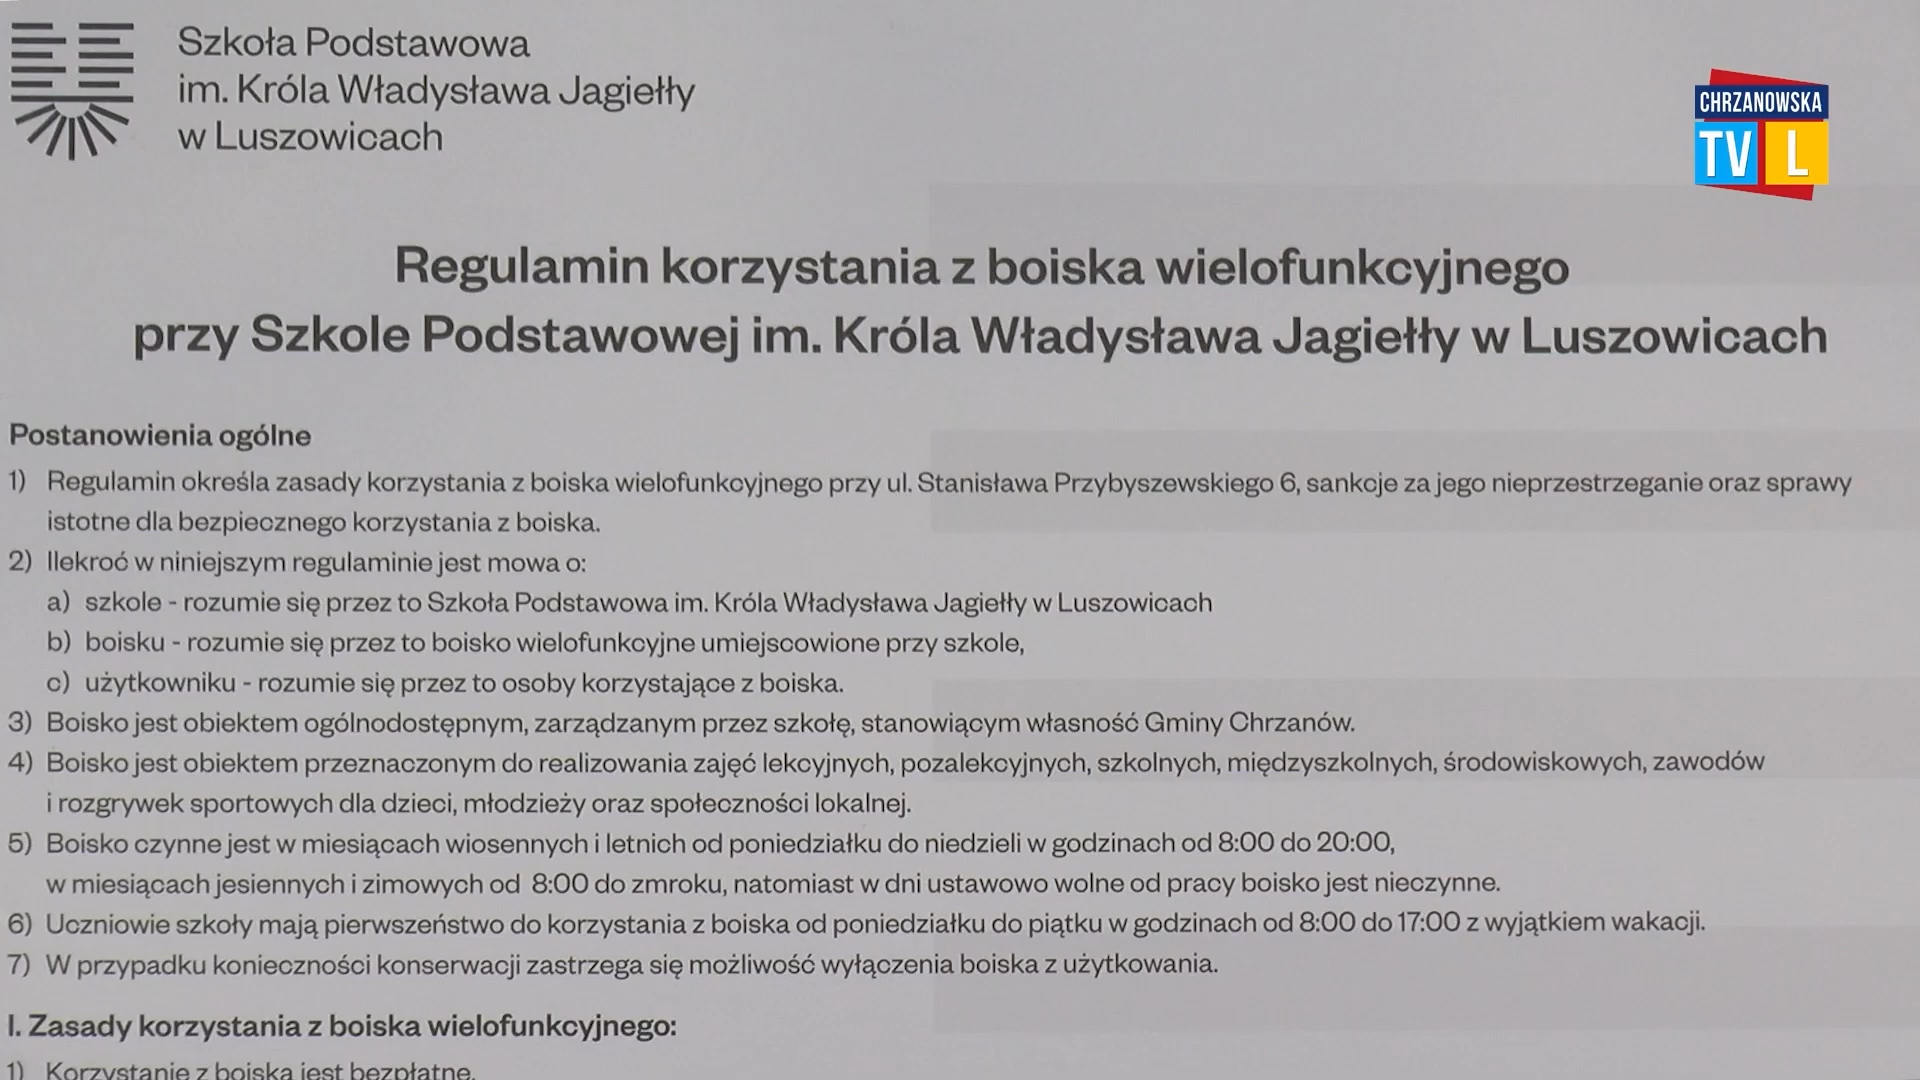 Szkoła Podstawowa
im. Króla Władysława Jagiełły
w Luszowicach
CHRZANOWSKA
TV L
Regulamin korzystania z boiska wielofunkcyjnego
przy Szkole Podstawowej im. Króla Władysława Jagiełły w Luszowicach
Postanowienia ogólne
1) Regulamin określa zasady korzystania z boiska wielofunkcyjnego przy ul. Stanisława Przybyszewskiego 6, sankcje za jego nieprzestrzeganie oraz sprawy
istotne dla bezpiecznego korzystania z boiska.
2) Ilekroć w niniejszym regulaminie jest mowa o:
a) szkole - rozumie się przez to Szkoła Podstawowa im. Króla Władysława Jagiełły w Luszowicach
b) boisku - rozumie się przez to boisko wielofunkcyjne umiejscowione przy szkole,
c) użytkowniku - rozumie się przez to osoby korzystające z boiska.
3) Boisko jest obiektem ogólnodostępnym, zarządzanym przez szkołę, stanowiącym własność Gminy Chrzanów.
4) Boisko jest obiektem przeznaczonym do realizowania zajęć lekcyjnych, pozalekcyjnych, szkolnych, międzyszkolnych, środowiskowych, zawodów
i rozgrywek sportowych dla dzieci, młodzieży oraz społeczności lokalnej.
5) Boisko czynne jest w miesiącach wiosennych i letnich od poniedziałku do niedzieli w godzinach od 8:00 do 20:00,
w miesiącach jesiennych i zimowych od 8:00 do zmroku, natomiast w dni ustawowo wolne od pracy boisko jest nieczynne.
6) Uczniowie szkoły mają pierwszeństwo do korzystania z boiska od poniedziałku do piątku w godzinach od 8:00 do 17:00 z wyjątkiem wakacji.
7) W przypadku konieczności konserwacji zastrzega się możliwość wyłączenia boiska z użytkowania.
I. Zasady korzystania z boiska wielofunkcyjnego:
1) Korzystanie z boiska jest bezpłatne.